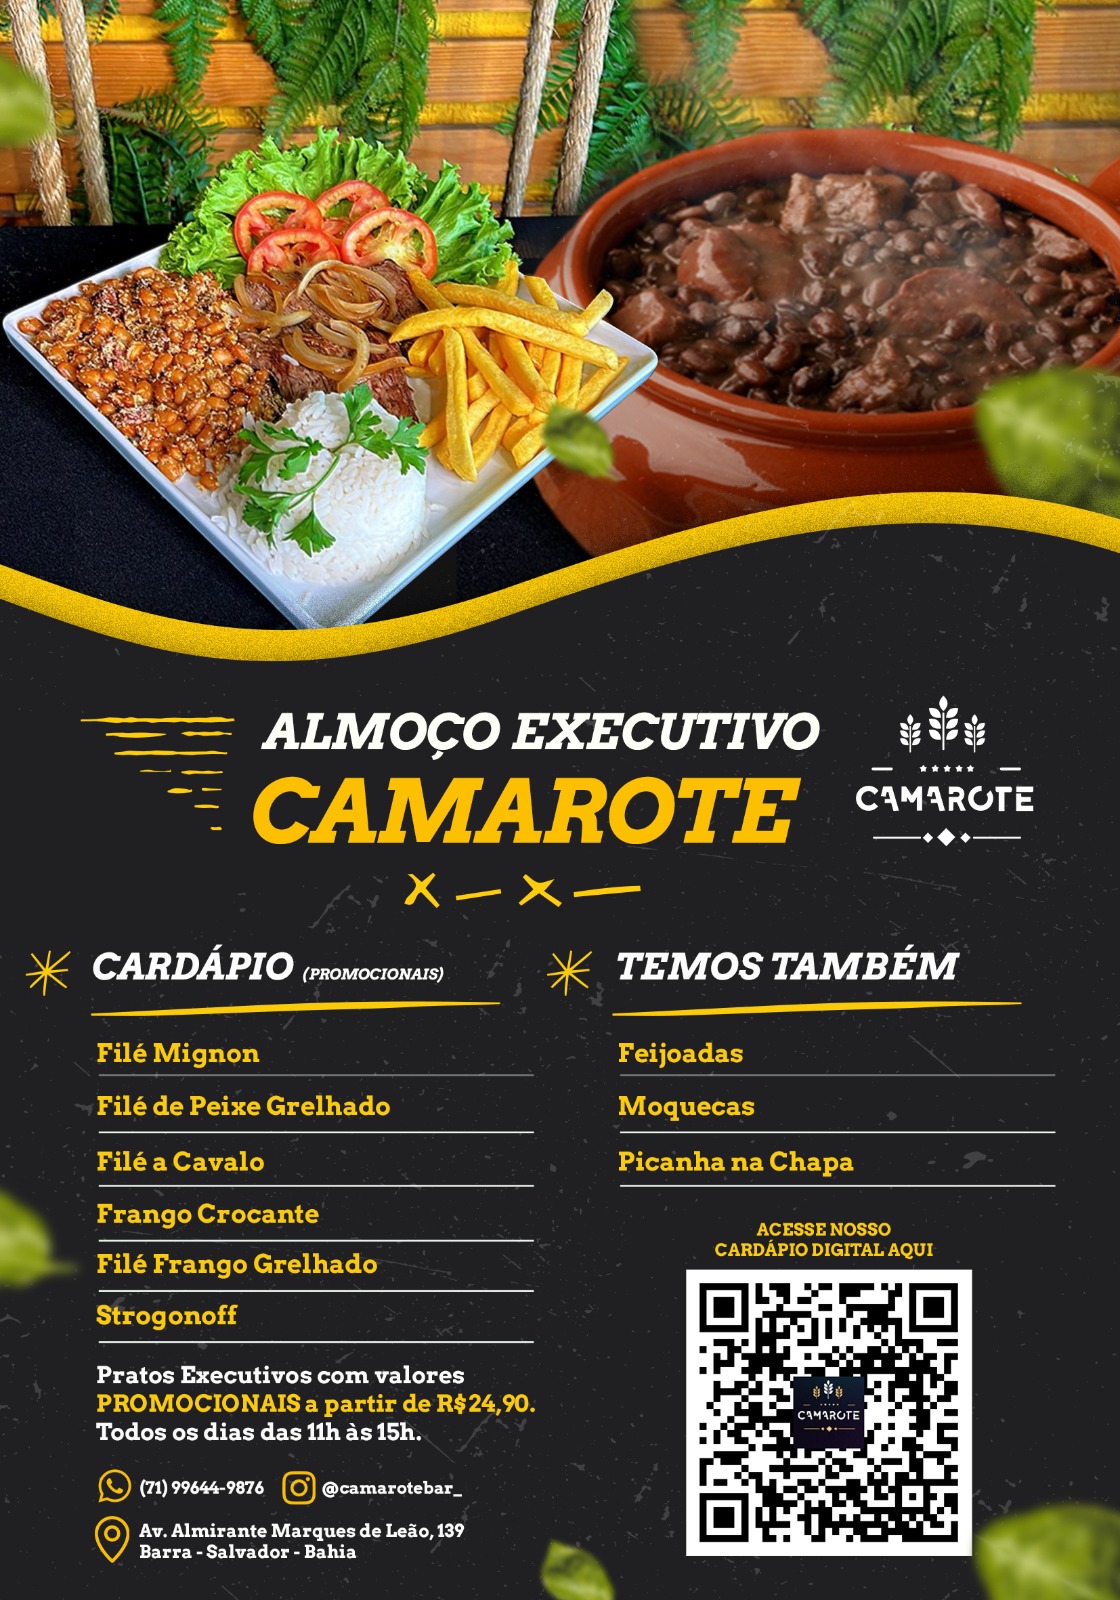 ALMOÇO EXECUTIVO
CAMAROTE
CAMAROTE
CARDÁPIO (PROMOCIONAIS)
Filé Mignon
Filé de Peixe Grelhado
Filé a Cavalo
Frango Crocante
Filé Frango Grelhado
Strogonoff
Pratos Executivos com valores
PROMOCIONAIS a partir de R$24,90.
Todos os dias das 11h às 15h.
(71) 99644-9876 @camarotebar_
Av. Almirante Marques de Leão, 139
Barra - Salvador - Bahia
TEMOS TAMBÉM
Feijoadas
Moquecas
Picanha na Chapa
ACESSE NOSSO
CARDÁPIO DIGITAL AQUI
CAMAROTE